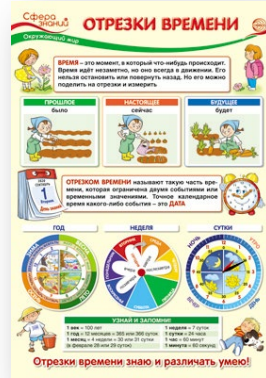 Сфера знаний
ОТРЕЗКИ ВРЕМЕНИ
Окружающий мир
ВРЕМЯ – это момент, в который что-нибудь происходит.
Время идёт незаметно, но оно всегда в движении. Его
нельзя остановить или повернуть назад. Но его можно
поделить на отрезки и измерить
ПРОШЛОЕ
было
НАСТОЯЩЕЕ
сейчас
БУДУЩЕЕ
будет
ОТРЕЗКОМ ВРЕМЕНИ называют такую часть вре-
мени, которая ограничена двумя событиями или
временными значениями. Точное календарное
время какого-либо события – это ДАТА
ГОД
НЕДЕЛЯ
СУТКИ
УТРО
ДЕНЬ
ВЕЧЕР
НОЧЬ
УЗНАЙ И ЗАПОМНИ!
1 век = 100 лет
1 год = 12 месяцев = 365 или 366 суток
1 месяц = 4 недели = 30 или 31 сутки
(в феврале 28 или 29 суток)
1 неделя = 7 суток
1 сутки = 24 часа
1 час = 60 минут
1 минута = 60 секунд
Отрезки времени знаю и различать умею!